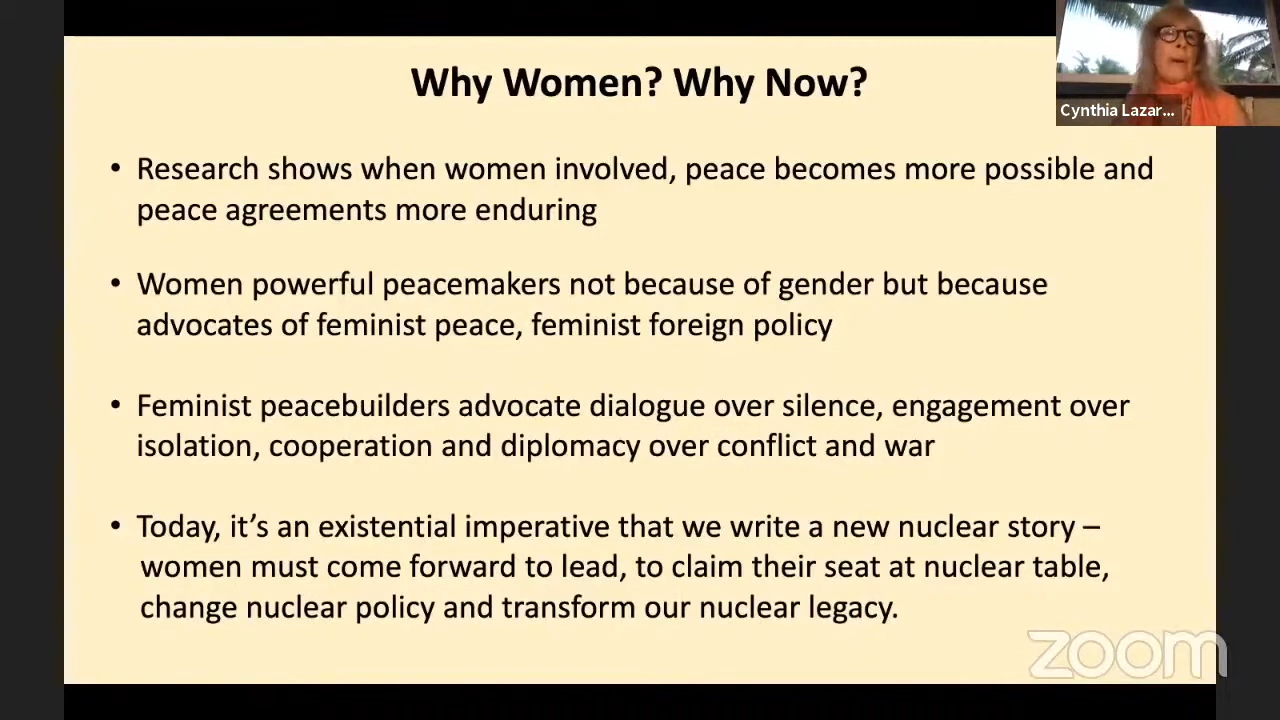 Why Women? Why Now?
Cynthia Lazar...
• Research shows when women involved, peace becomes more possible and
peace agreements more enduring
• Women powerful peacemakers not because of gender but because
advocates of feminist peace, feminist foreign policy
• Feminist peacebuilders advocate dialogue over silence, engagement over
isolation, cooperation and diplomacy over conflict and war
• Today, it’s an existential imperative that we write a new nuclear story –
women must come forward to lead, to claim their seat at nuclear table,
change nuclear policy and transform our nuclear legacy.
zoom